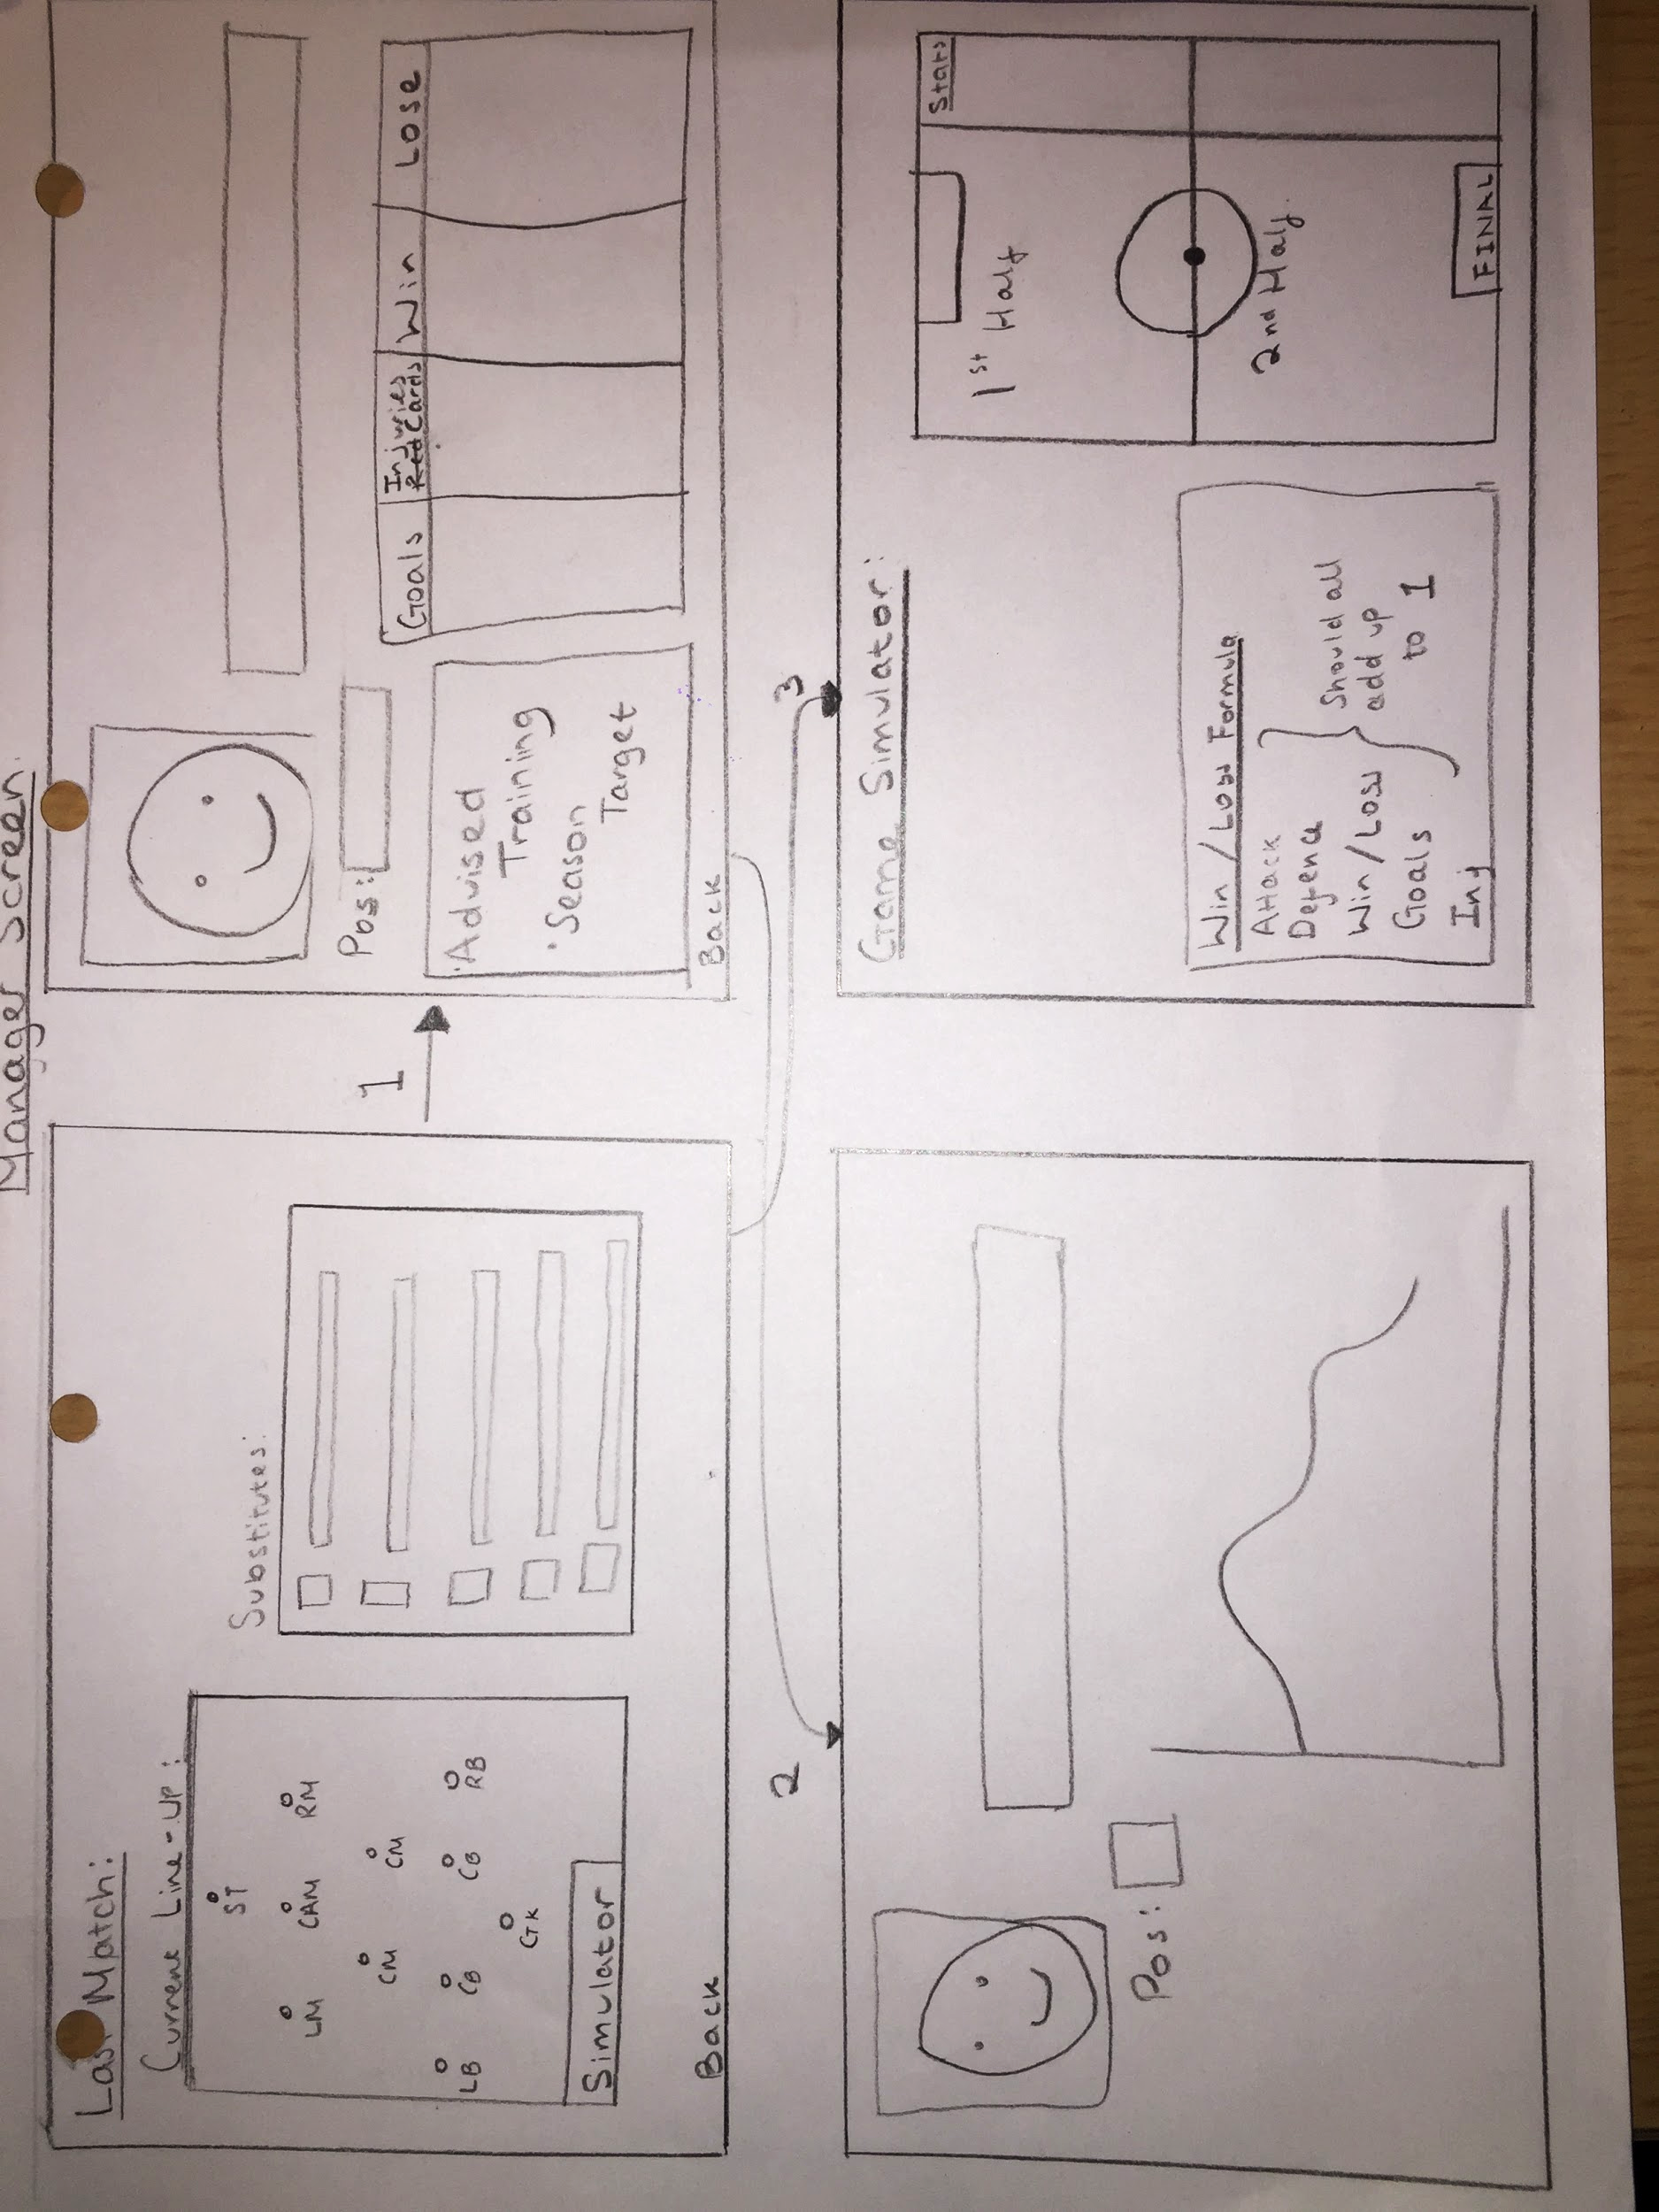 Manager Screen.
Last Match:
Current Line-UP:
ST
LM
CAM
RM
CM
CM
LB
CB
CB
RB
GK
Simulator
Back
Substitutes:
1
Pos:
·Advised
Training
·Season
Target
Back
Goals
Injuries
Red Cards
Win
LOSE
2
3
Pos:
Game Simulator:
Win / Loss Formula
Attack
Defence
Win / Loss
Goals
Inj
Should all
add up
to 1
1st Half
2nd Half.
Stats
FINAL